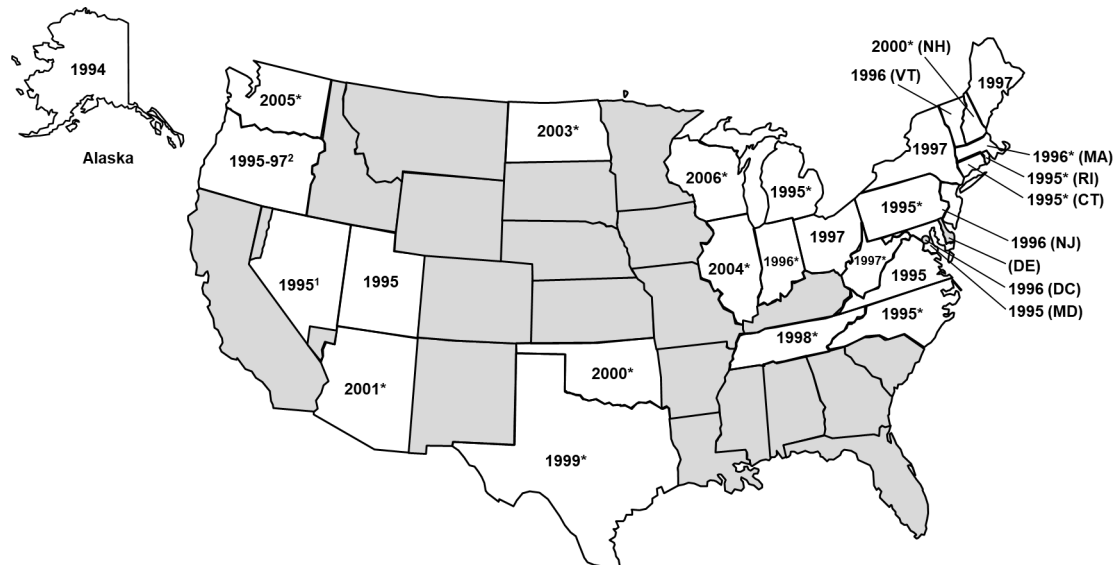 1994
Alaska
2005*
1995-97²
1995¹
1995
2001*
2003*
2000*
1999*
2006*
1995*
2004*
1996*
1997
1997*
1998*
1995
1995*
1995*
1997
1997
2000* (NH)
1996 (VT)
1996* (MA)
1995* (RI)
1995* (CT)
1996 (NJ)
(DE)
1996 (DC)
1995 (MD)